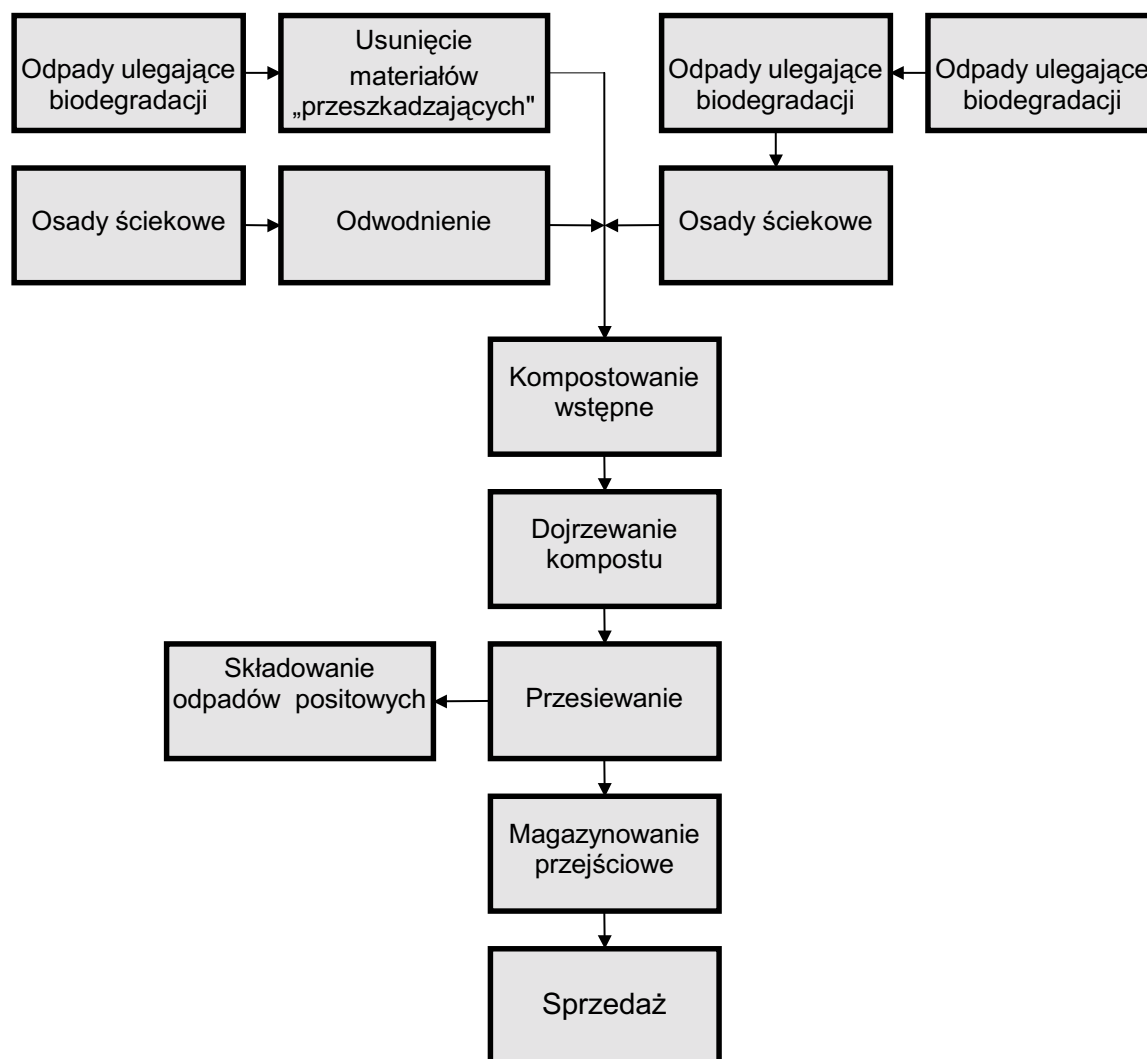 Odpady ulegające
biodegradacji
Usunięcie
materiałów
„przeszkadzających"
Odpady ulegające
biodegradacji
Odpady ulegające
biodegradacji
Osady ściekowe
Odwodnienie
Osady ściekowe
Kompostowanie
wstępne
Dojrzewanie
kompostu
Składowanie
odpadów positowych
Przesiewanie
Magazynowanie
przejściowe
Sprzedaż